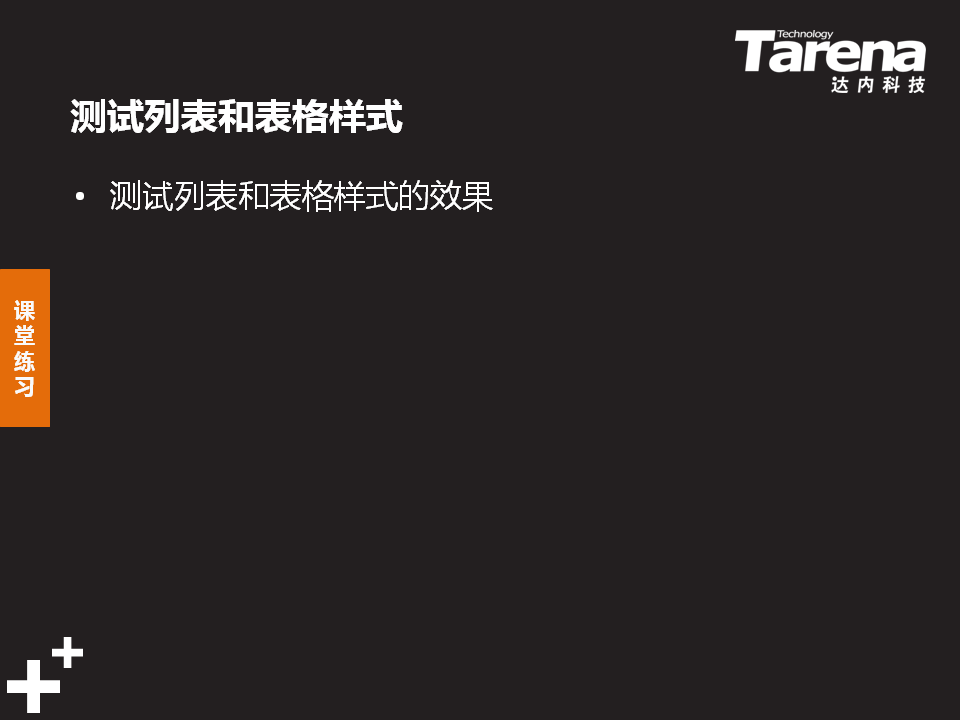 Technology
Tarena
达内科技
测试列表和表格样式
• 测试列表和表格样式的效果
课
堂
练
习